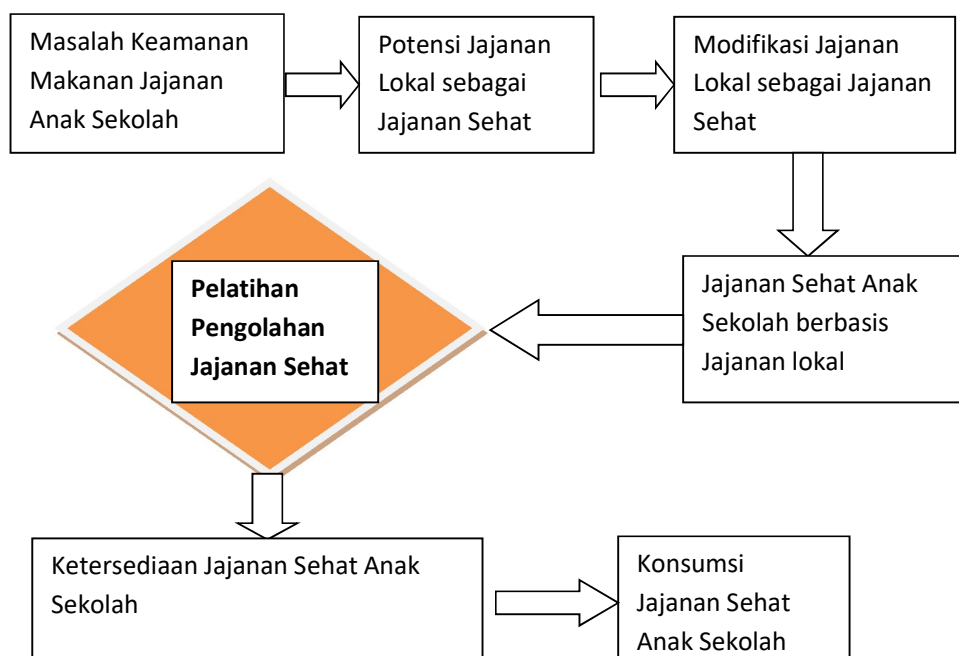 Masalah Keamanan
Makanan Jajanan
Anak Sekolah
Potensi Jajanan
Lokal sebagai
Jajanan Sehat
Modifikasi Jajanan
Lokal sebagai Jajanan
Sehat
Jajanan Sehat Anak
Sekolah berbasis
Jajanan lokal
Pelatihan
Pengolahan
Jajanan Sehat
Ketersediaan Jajanan Sehat Anak
Sekolah
Konsumsi
Jajanan Sehat
Anak Sekolah